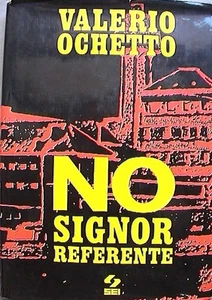 VALERIO
OCHETTO
NO
SIGNOR
REFERENTE
SEI